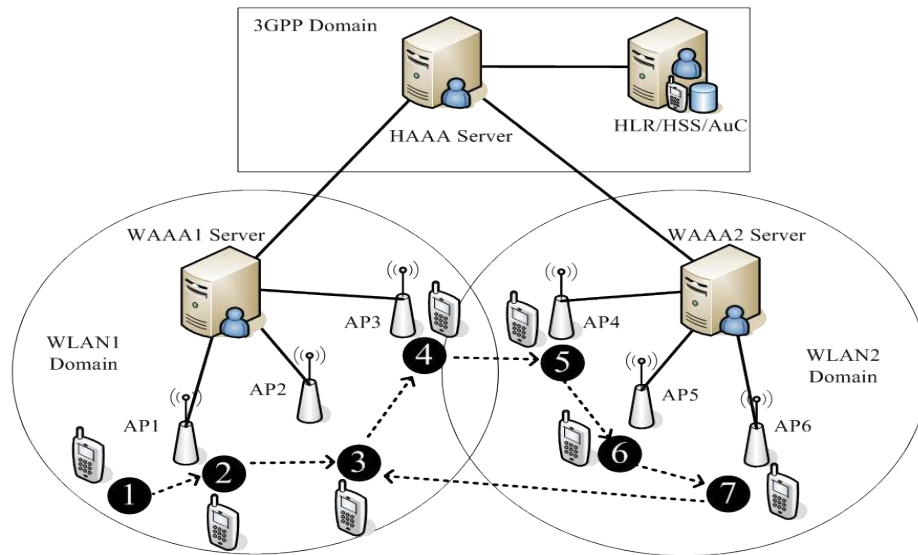 3GPP Domain
HAAA Server
HLR/HSS/AuC
WAAA1 Server
WAAA2 Server
AP3
AP4
WLAN1
Domain
AP2
AP1
WLAN2
Domain
AP5
AP6
1
2
3
4
5
6
7